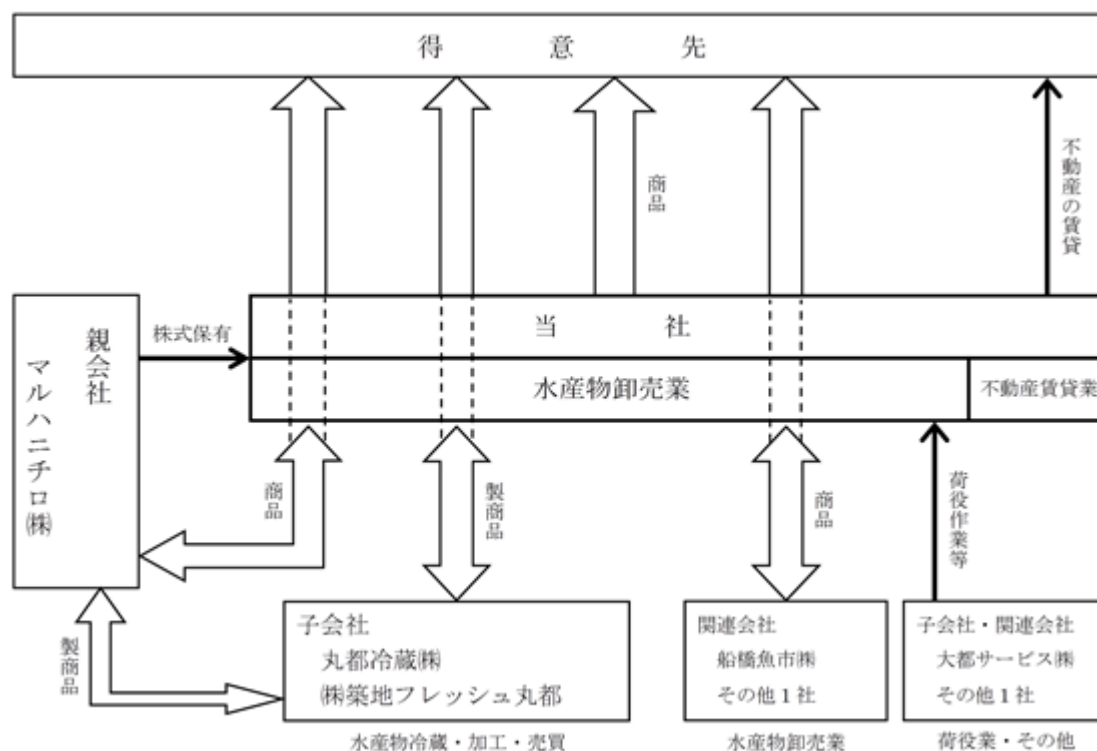 得意先
商品
不動産の賃貸
親会社
マルハニチロ㈱
株式保有
当社
水産物卸売業
不動産賃貸業
商品
製商品
商品
荷役作業等
製商品
子会社
丸都冷蔵㈱
㈱築地フレッシュ丸都
関連会社
船橋魚市㈱
その他1社
子会社・関連会社
大都サービス㈱
その他1社
水産物冷蔵・加工・売買
水産物卸売業
荷役業・その他